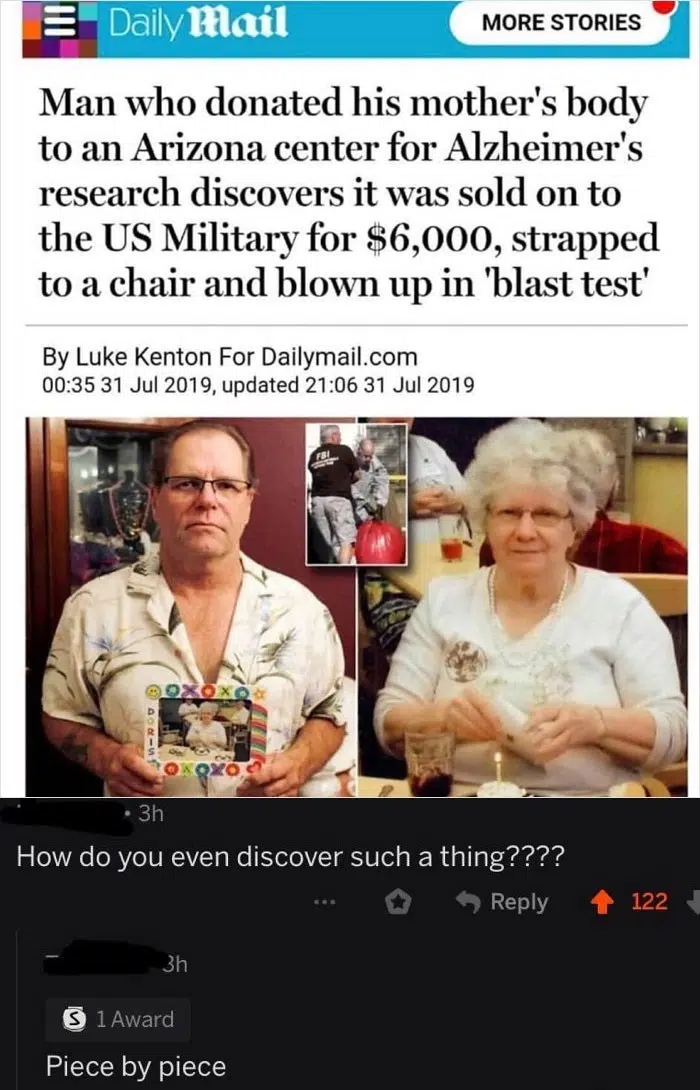 Daily Mail
MORE STORIES
Man who donated his mother's body
to an Arizona center for Alzheimer's
research discovers it was sold on to
the US Military for $6,000, strapped
to a chair and blown up in 'blast test'
By Luke Kenton For Dailymail.com
00:35 31 Jul 2019, updated 21:06 31 Jul 2019
FBI
OXOXO
DORIS
OXOXO
• 3h
How do you even discover such a thing????
... Reply 122
3h
S 1 Award
Piece by piece